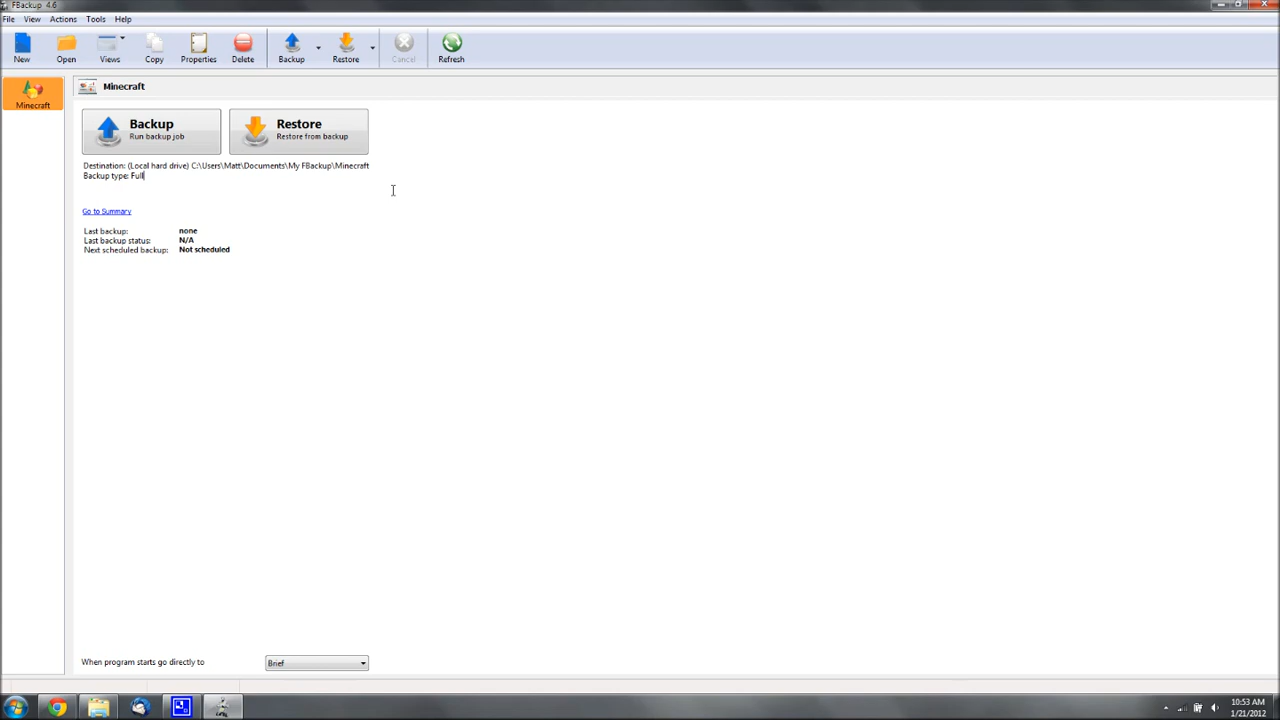 FBackup 4.6
File View Actions Tools Help
New Open Views Copy Properties Delete Backup Restore Cancel Refresh
Minecraft
Minecraft
Backup
Run backup job
Restore
Restore from backup
Destination: (Local hard drive) C:\Users\Matt\Documents\My FBackup\Minecraft
Backup type: Full
Go to Summary
Last backup: none
Last backup status: N/A
Next scheduled backup: Not scheduled
When program starts go directly to Brief
10:53 AM
1/21/2012